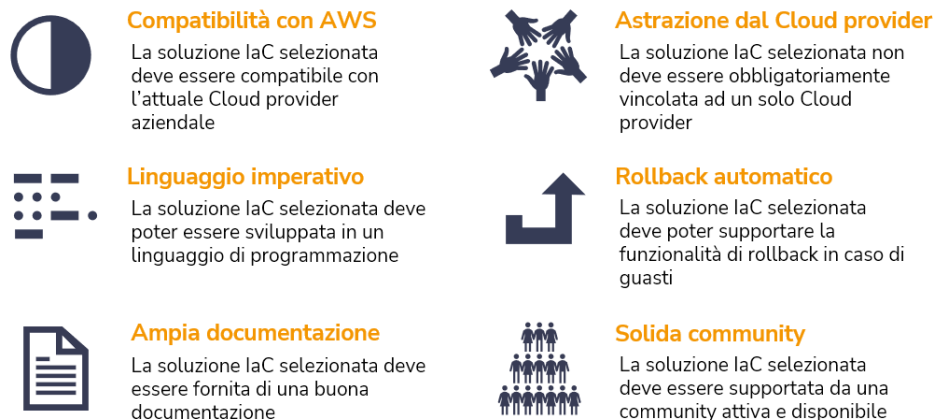 Compatibilità con AWS
La soluzione IaC selezionata
deve essere compatibile con
l'attuale Cloud provider
aziendale
Astrazione dal Cloud provider
La soluzione IaC selezionata non
deve essere obbligatoriamente
vincolata ad un solo Cloud
provider
Linguaggio imperativo
La soluzione IaC selezionata deve
poter essere sviluppata in un
linguaggio di programmazione
Rollback automatico
La soluzione IaC selezionata
deve poter supportare la
funzionalità di rollback in caso di
guasti
Ampia documentazione
La soluzione IaC selezionata deve
essere fornita di una buona
documentazione
Solida community
La soluzione IaC selezionata
deve essere supportata da una
community attiva e disponibile